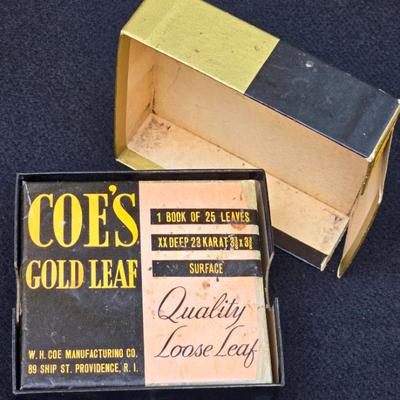 COE'S
GOLD LEAF
W. H. COE MANUFACTURING CO.
89 SHIP ST. PROVIDENCE, R. I.
1 BOOK OF 25 LEAVES
XX DEEP 23 KARAT 3⅜ x 3⅜
SURFACE
Quality
Loose Leaf